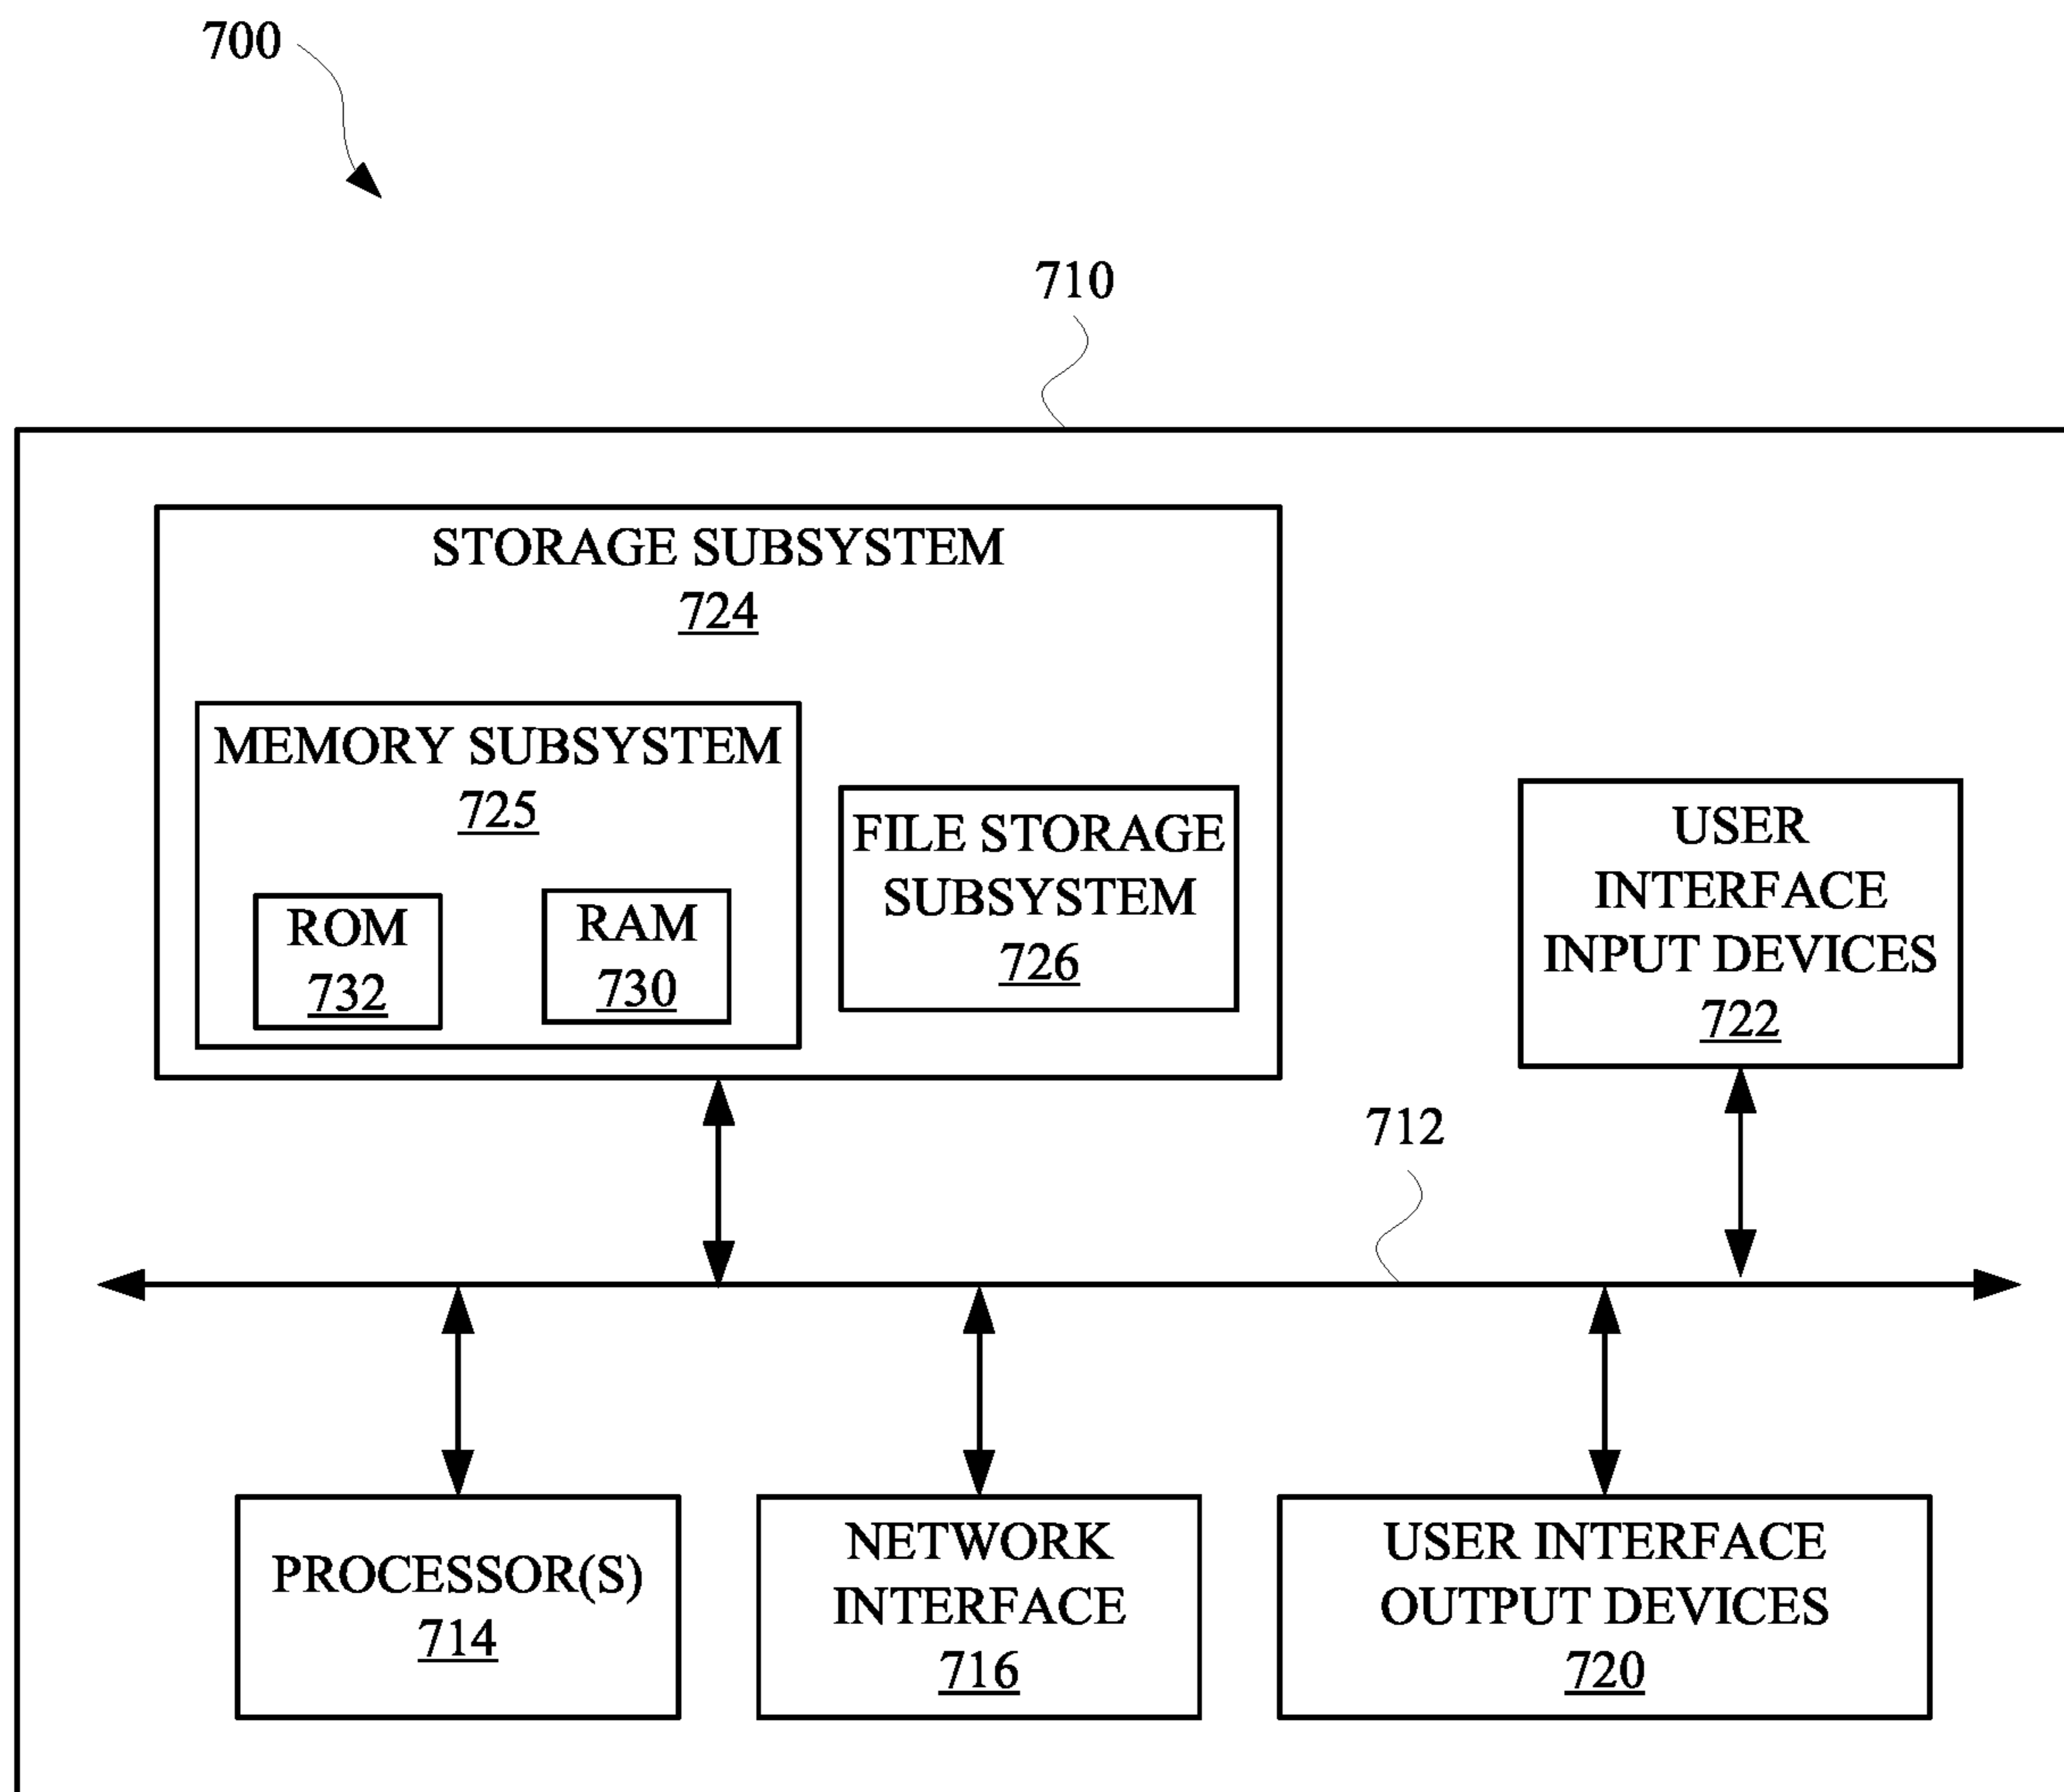 700
710
STORAGE SUBSYSTEM
724
MEMORY SUBSYSTEM
725
ROM
732
RAM
730
FILE STORAGE
SUBSYSTEM
726
USER
INTERFACE
INPUT DEVICES
722
712
PROCESSOR(S)
714
NETWORK
INTERFACE
716
USER INTERFACE
OUTPUT DEVICES
720